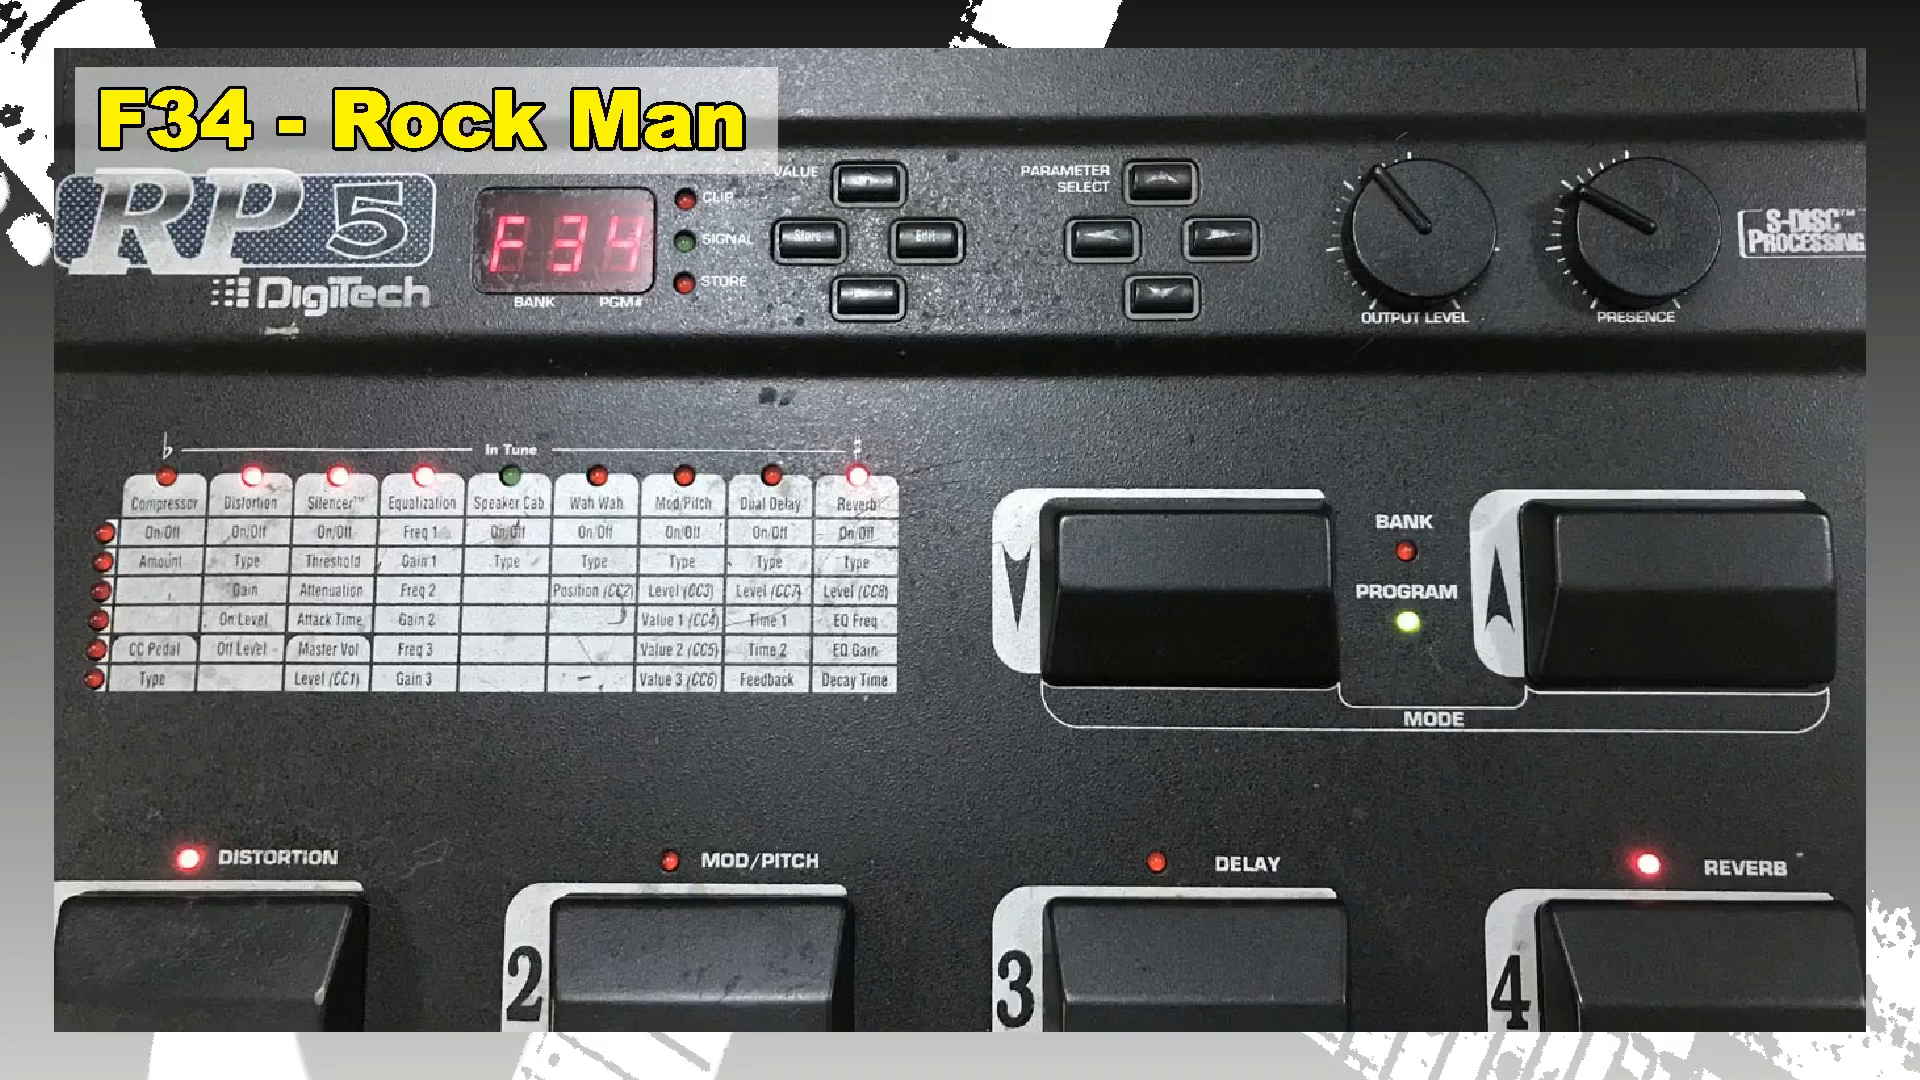 F34 - Rock Man
RP 5
DigiTech
F34
BANK PGM#
CLIP
SIGNAL
STORE
VALUE
Store
Edit
PARAMETER
SELECT
OUTPUT LEVEL
PRESENCE
S-DISC™
PROCESSING
♭ In Tune ♯
Compressor Distortion Silencer™ Equalization Speaker Cab Wah Wah Mod/Pitch Dual Delay Reverb
On/Off On/Off On/Off Freq 1 On/Off On/Off On/Off On/Off On/Off
Amount Type Threshold Gain 1 Type Type Type Type Type
Gain Attenuation Freq 2 Position (CC2) Level (CC3) Level (CC7) Level (CC8)
On Level Attack Time Gain 2 Value 1 (CC4) Time 1 EQ Freq
CC Pedal Off Level Master Vol Freq 3 Value 2 (CC5) Time 2 EQ Gain
Type Level (CC1) Gain 3 Value 3 (CC6) Feedback Decay Time
BANK
PROGRAM
MODE
DISTORTION
MOD/PITCH
DELAY
REVERB
2
3
4